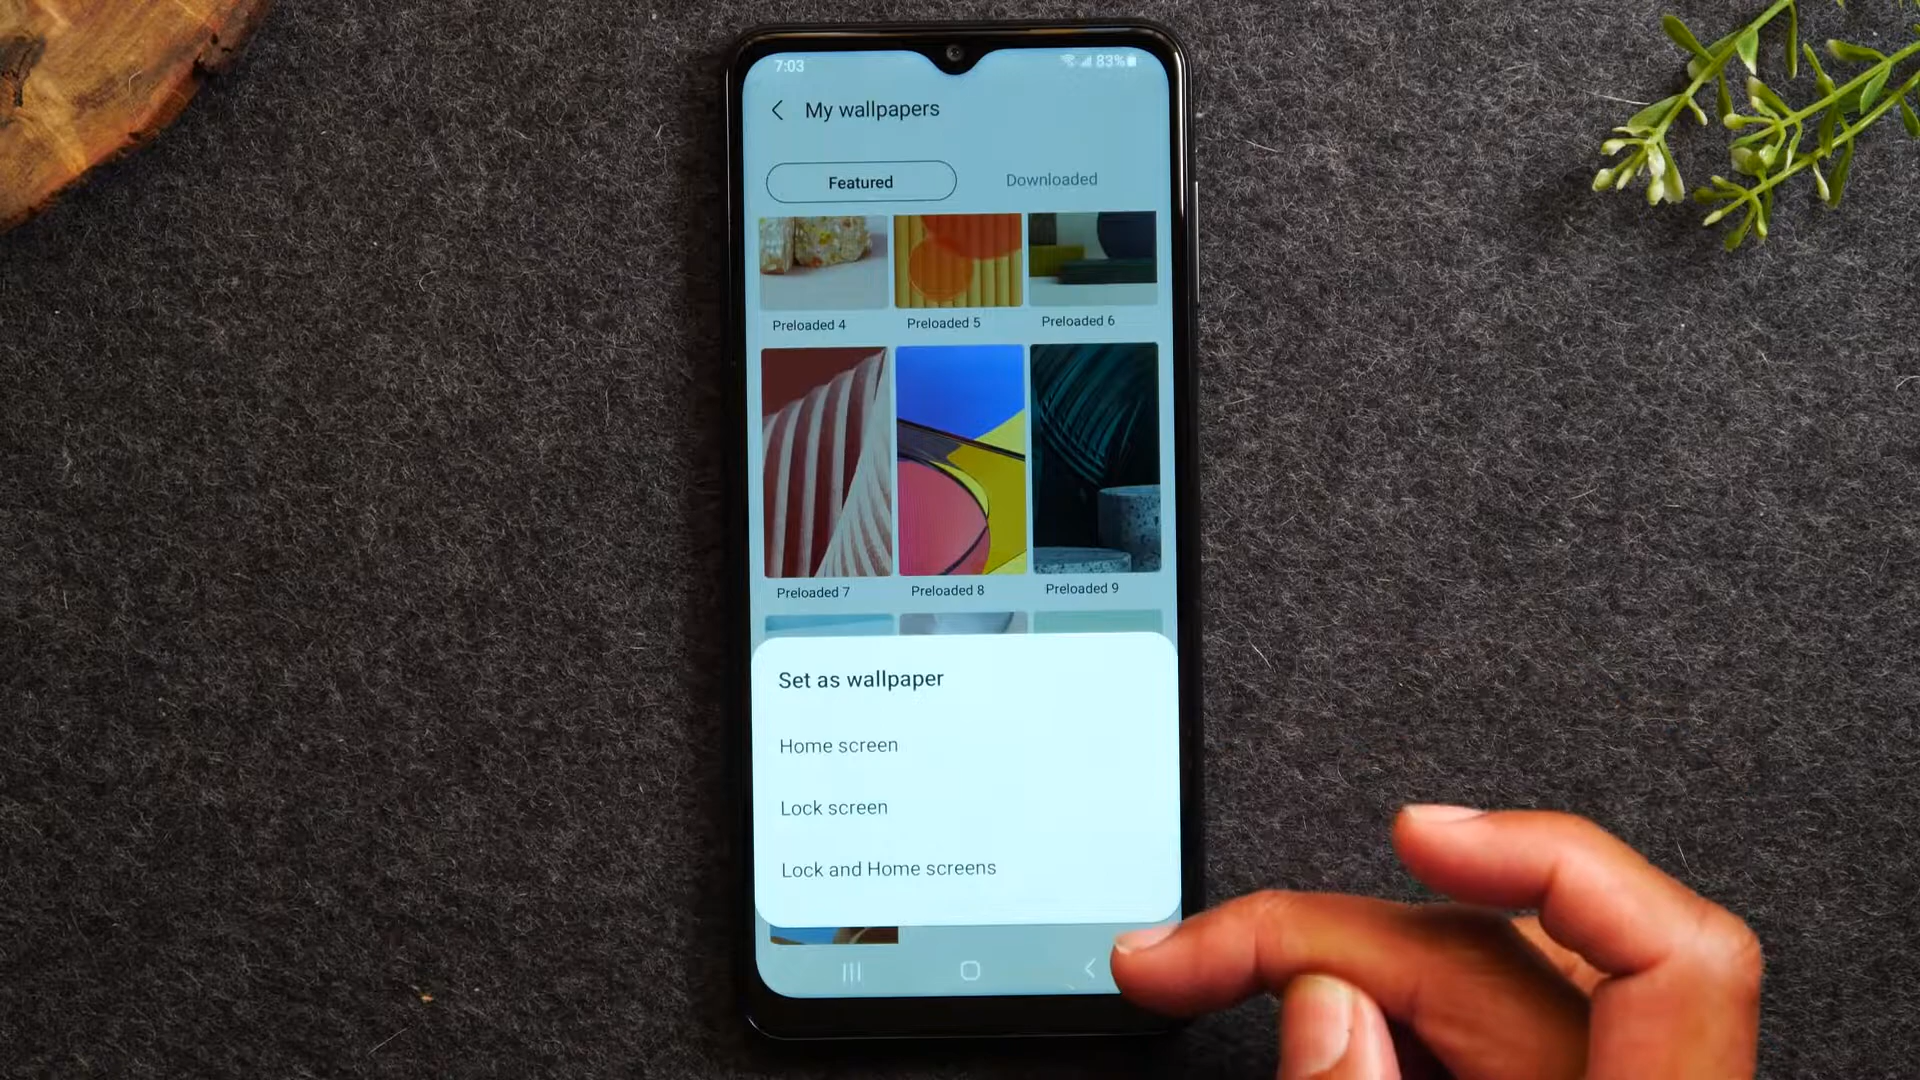 7:03
83%
My wallpapers
Featured
Downloaded
Preloaded 4
Preloaded 5
Preloaded 6
Preloaded 7
Preloaded 8
Preloaded 9
Set as wallpaper
Home screen
Lock screen
Lock and Home screens